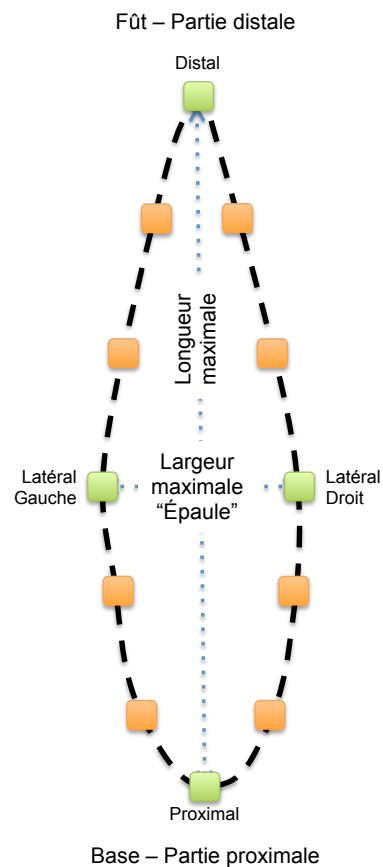 Fût – Partie distale
Distal
Longueur
maximale
Latéral
Gauche
Largeur
maximale
“Épaule”
Latéral
Droit
Proximal
Base – Partie proximale